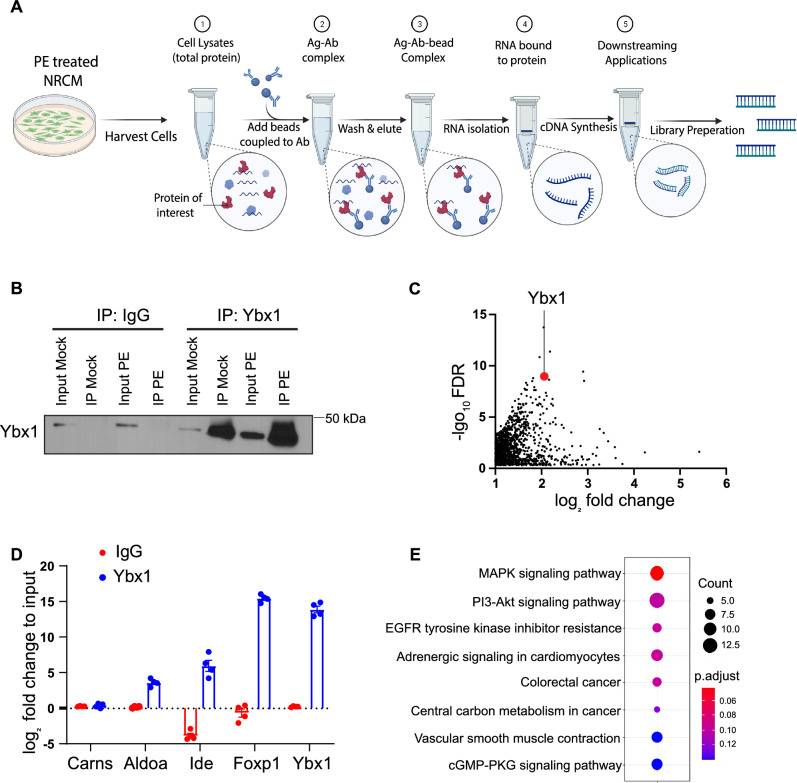 A
1
2
3
4
5
Cell Lysates
(total protein)
Ag-Ab
complex
Ag-Ab-bead
Complex
RNA bound
to protein
Downstreaming
Applications
PE treated
NRCM
Harvest Cells
Add beads
coupled to Ab
Wash & elute
RNA isolation
cDNA Synthesis
Library Preperation
Protein of
interest
B
IP: IgG
IP: Ybx1
Input Mock
IP Mock
Input PE
IP PE
Input Mock
IP Mock
Input PE
IP PE
Ybx1
50 kDa
C
Ybx1
15
10
5
0
-lgo10 FDR
1
2
3
4
5
6
log2 fold change
D
IgG
Ybx1
20
15
10
5
0
-5
log2 fold change to input
Carns
Aldoa
Ide
Foxp1
Ybx1
E
MAPK signaling pathway
PI3-Akt signaling pathway
EGFR tyrosine kinase inhibitor resistance
Adrenergic signaling in cardiomyocytes
Colorectal cancer
Central carbon metabolism in cancer
Vascular smooth muscle contraction
cGMP-PKG signaling pathway
Count
5.0
7.5
10.0
12.5
p.adjust
0.06
0.08
0.10
0.12